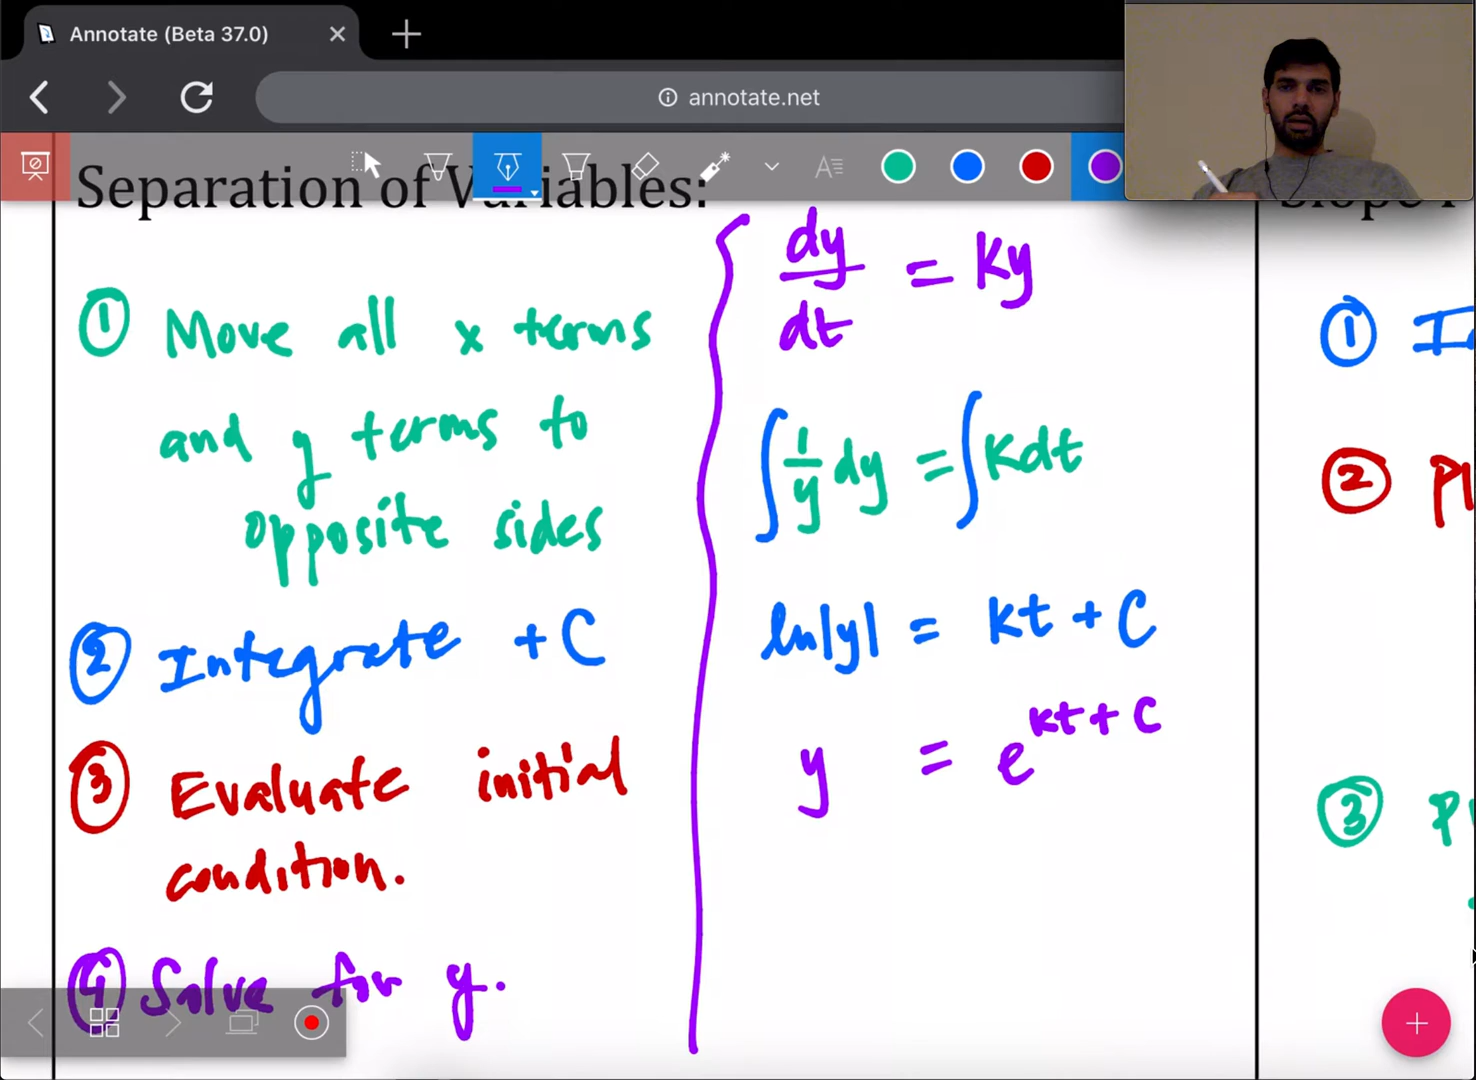 Annotate (Beta 37.0)
annotate.net
Separation of Variables:
① Move all x terms
and y terms to
opposite sides
② Integrate + C
③ Evaluate initial
condition.
④ Solve for y.
dy/dt = ky
∫ 1/y dy = ∫ k dt
ln|y| = kt + C
y = e^(kt + C)
①
②
③